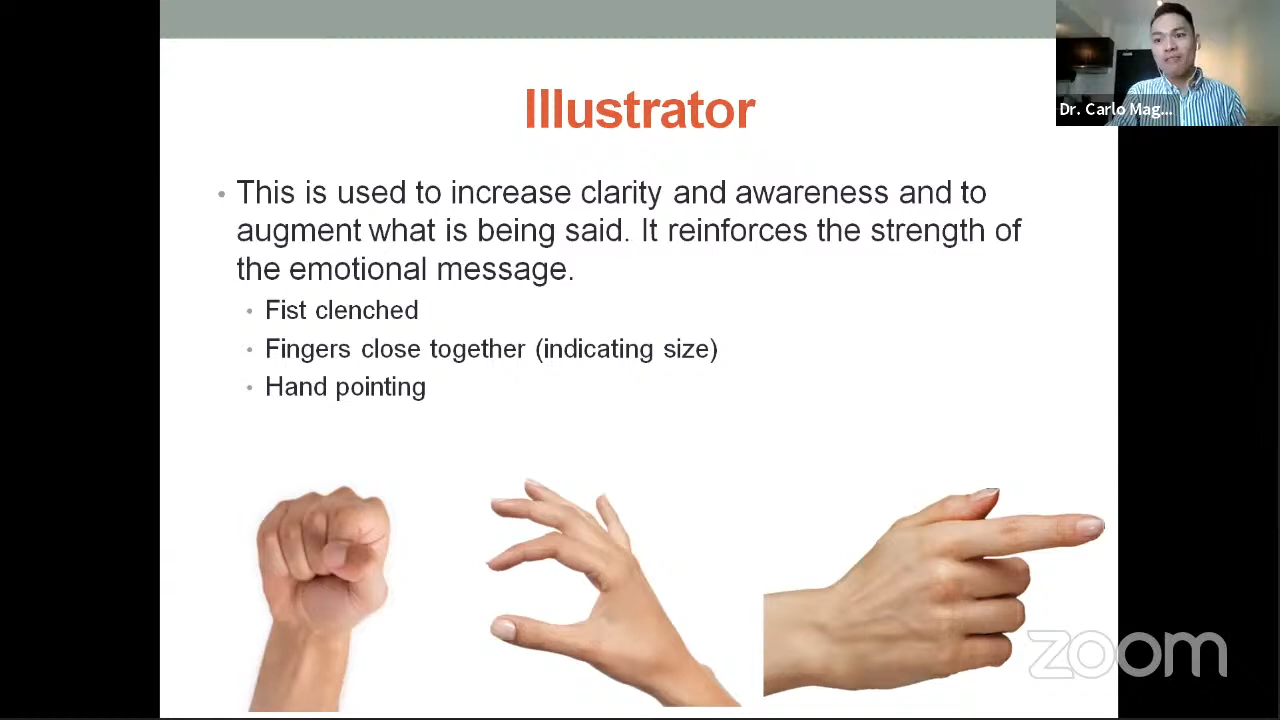 Illustrator
Dr. Carlo Mag...
• This is used to increase clarity and awareness and to
augment what is being said. It reinforces the strength of
the emotional message.
• Fist clenched
• Fingers close together (indicating size)
• Hand pointing
zoom